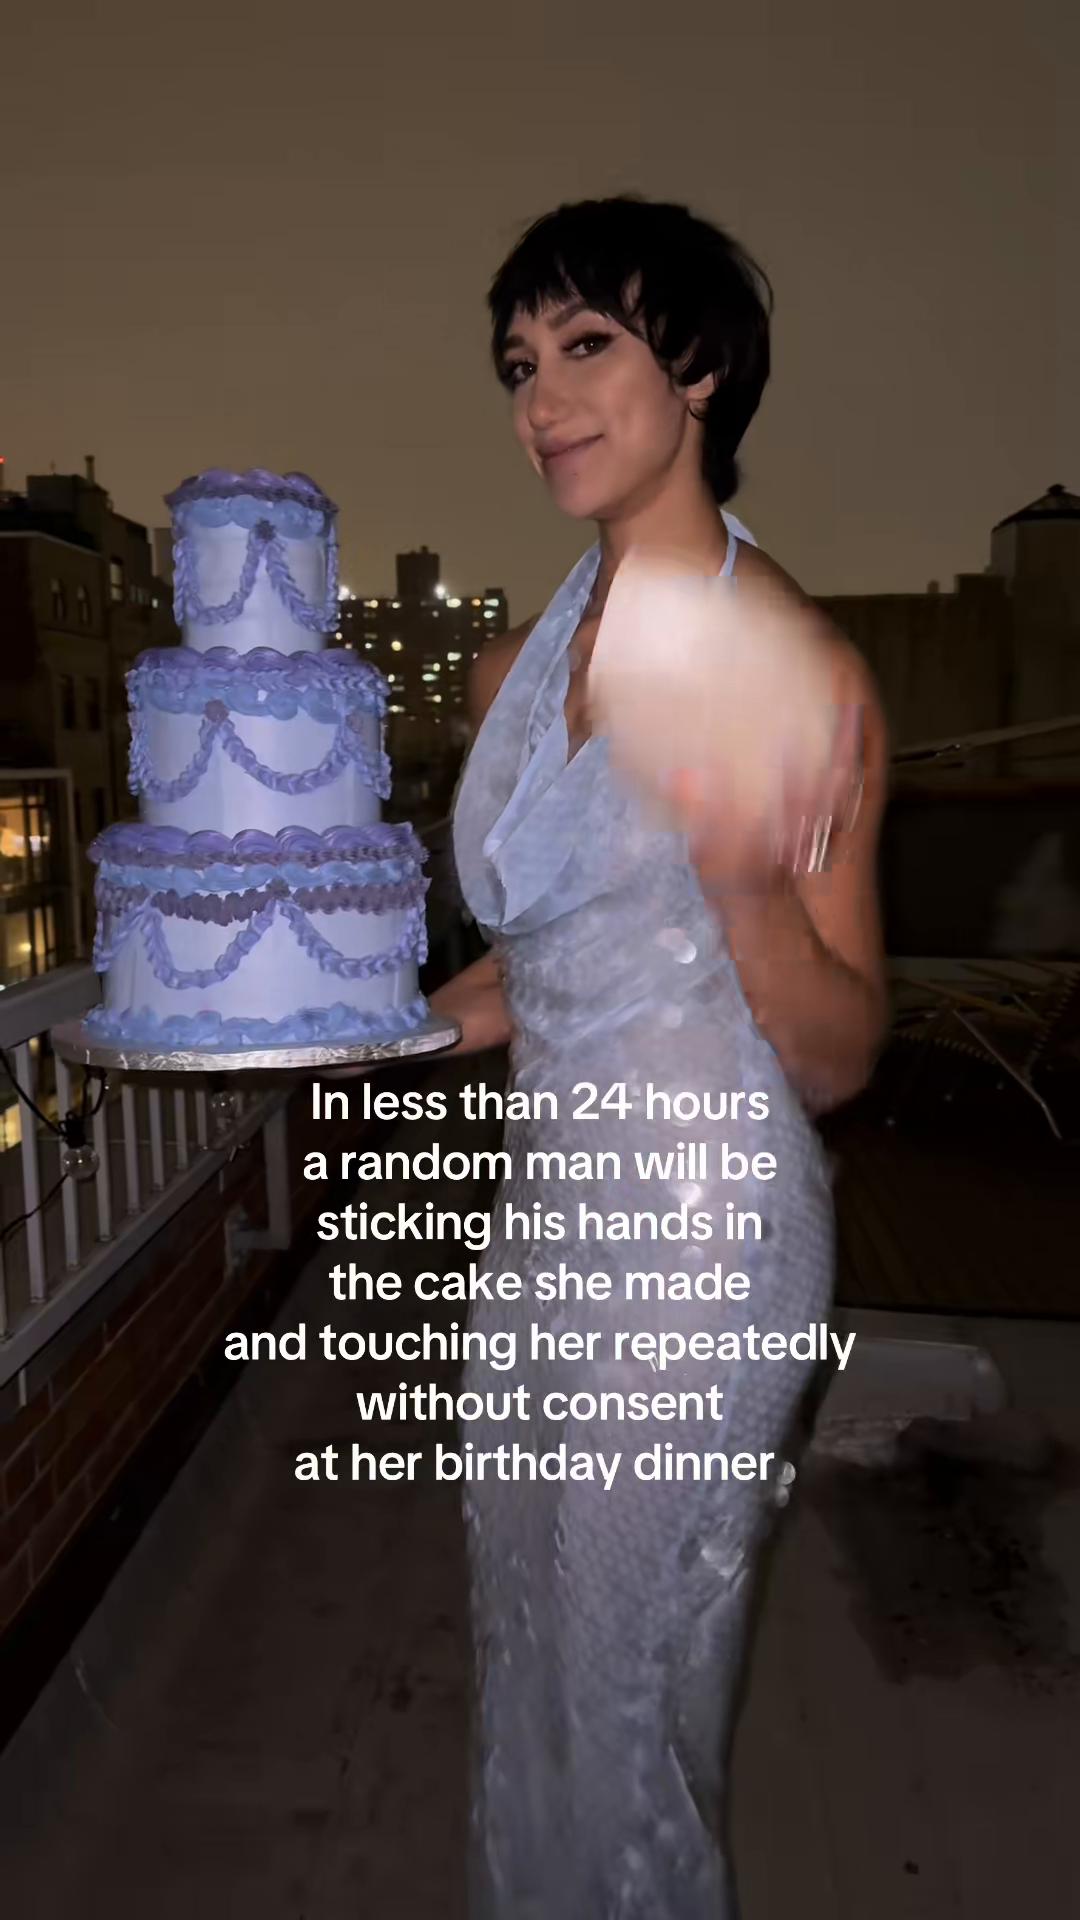 In less than 24 hours
a random man will be
sticking his hands in
the cake she made
and touching her repeatedly
without consent
at her birthday dinner